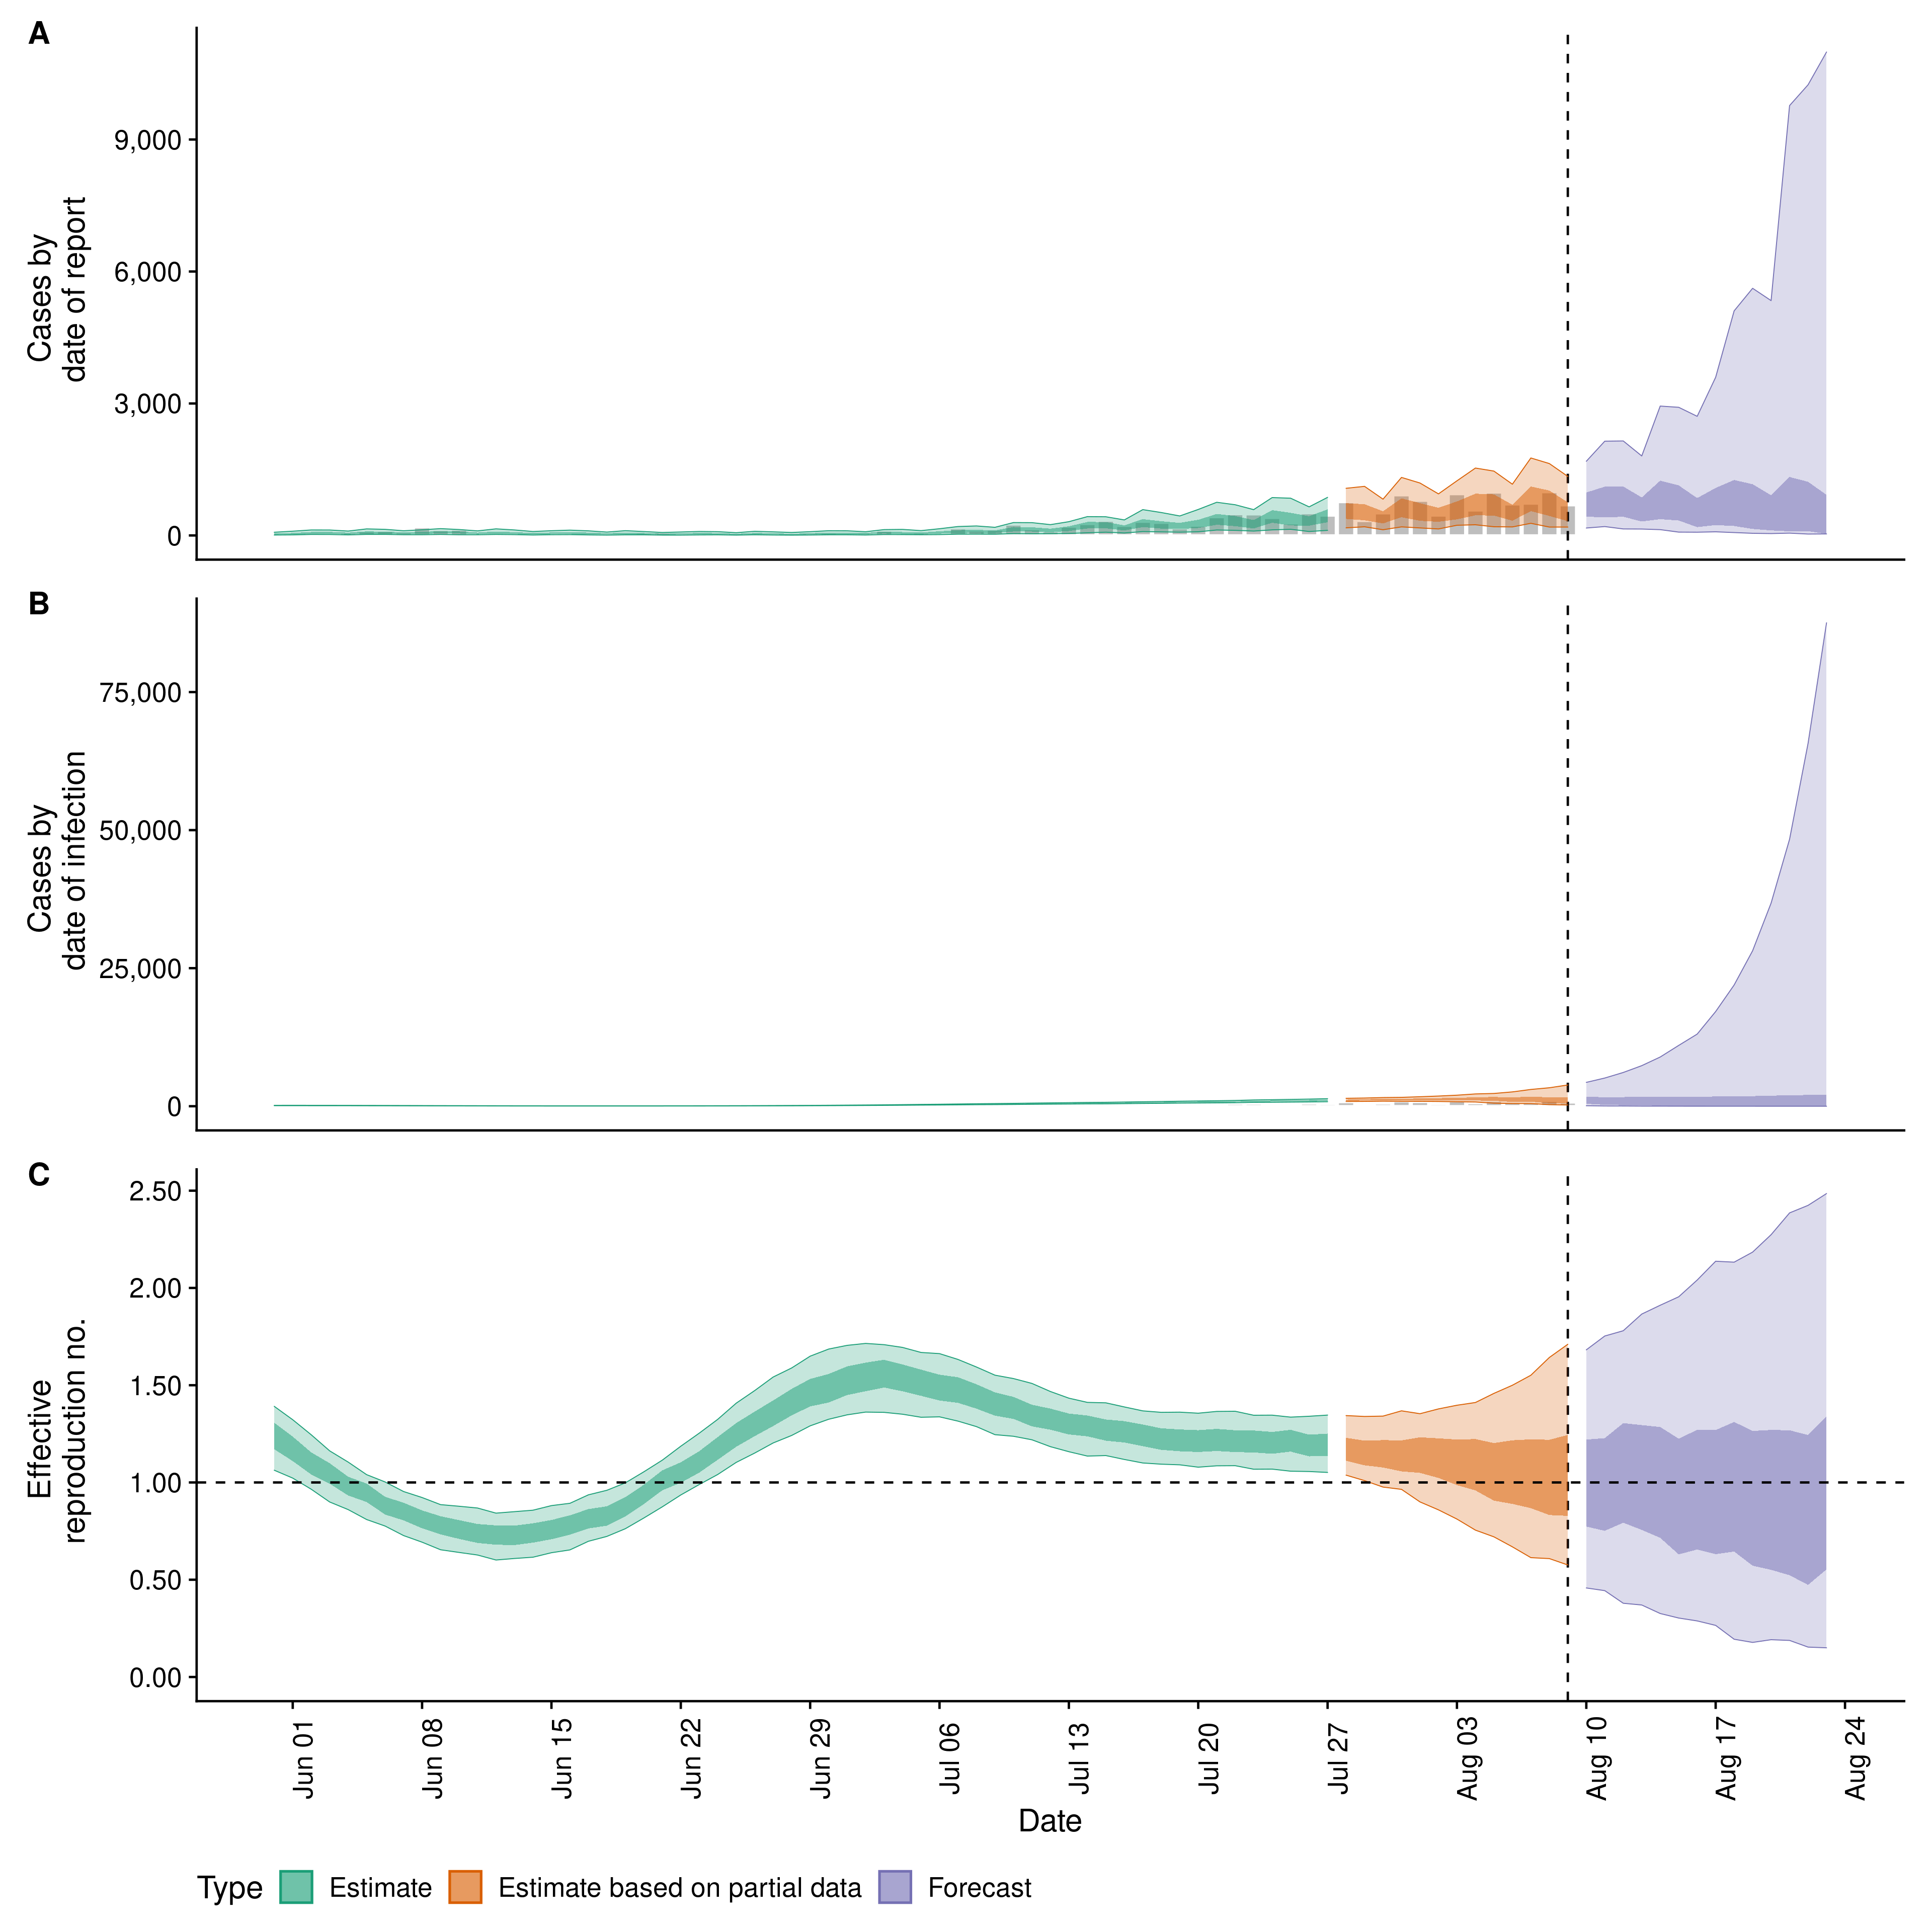 A
Cases by
date of report
9,000
6,000
3,000
0
B
Cases by
date of infection
75,000
50,000
25,000
0
C
Effective
reproduction no.
2.50
2.00
1.50
1.00
0.50
0.00
Jun 01
Jun 08
Jun 15
Jun 22
Jun 29
Jul 06
Jul 13
Jul 20
Jul 27
Aug 03
Aug 10
Aug 17
Aug 24
Date
Type Estimate Estimate based on partial data Forecast